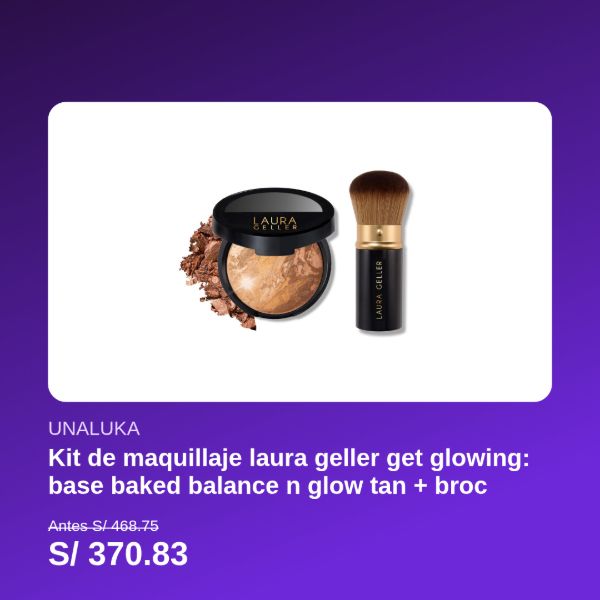 LAURA
GELLER
LAURA GELLER
UNALUKA
Kit de maquillaje laura geller get glowing:
base baked balance n glow tan + broc
Antes S/ 468.75
S/ 370.83